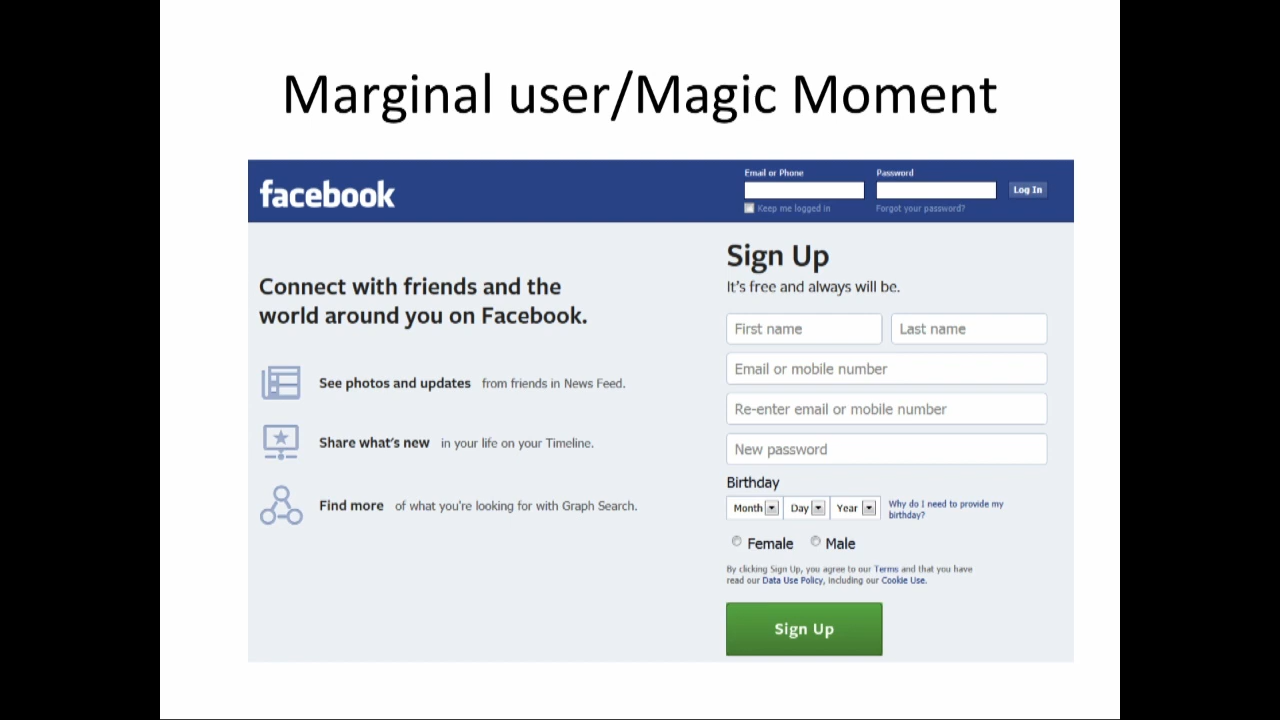 Marginal user/Magic Moment
facebook
Email or Phone
Password
Log In
Keep me logged in
Forgot your password?
Connect with friends and the
world around you on Facebook.
See photos and updates from friends in News Feed.
Share what's new in your life on your Timeline.
Find more of what you're looking for with Graph Search.
Sign Up
It's free and always will be.
First name
Last name
Email or mobile number
Re-enter email or mobile number
New password
Birthday
Month
Day
Year
Why do I need to provide my
birthday?
Female
Male
By clicking Sign Up, you agree to our Terms and that you have
read our Data Use Policy, including our Cookie Use.
Sign Up